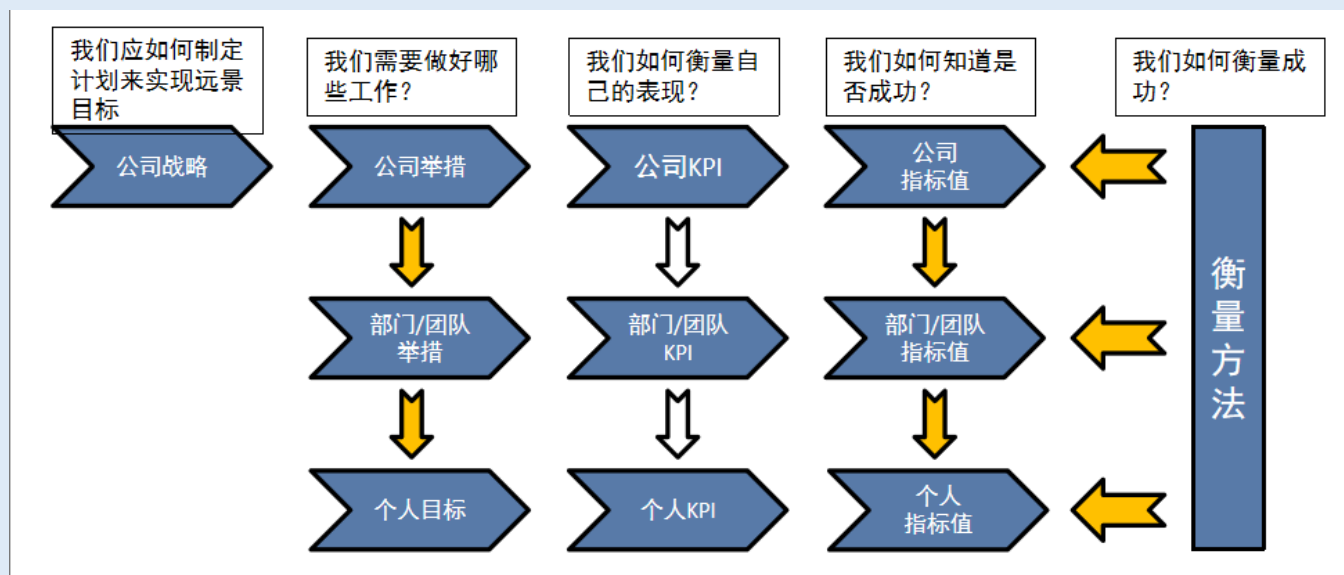 我们应如何制定
计划来实现远景
目标
我们需要做好哪
些工作？
我们如何衡量自
己的表现？
我们如何知道是
否成功？
我们如何衡量成
功？
公司战略
公司举措
公司KPI
公司
指标值
部门/团队
举措
部门/团队
KPI
部门/团队
指标值
个人目标
个人KPI
个人
指标值
衡
量
方
法